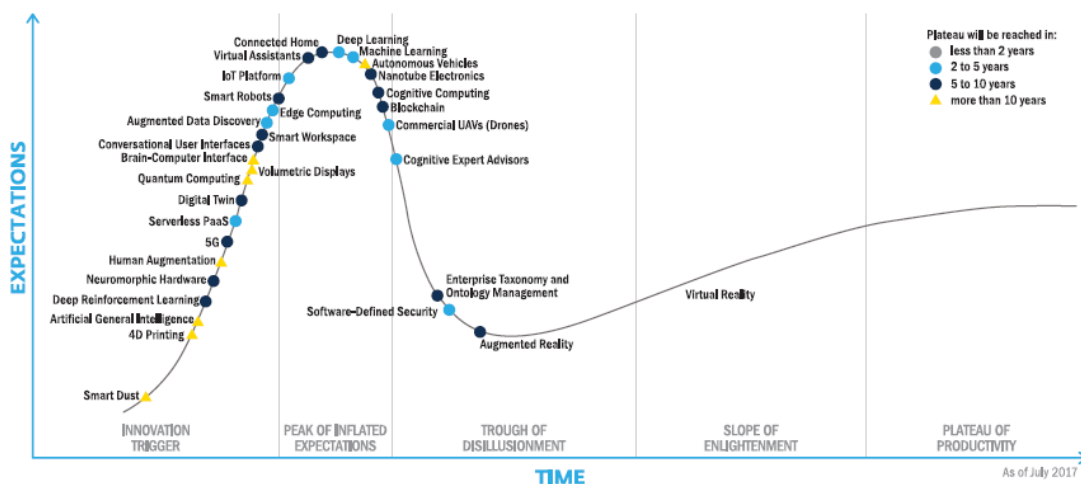 Plateau will be reached in:
less than 2 years
2 to 5 years
5 to 10 years
more than 10 years
EXPECTATIONS
Deep Learning
Connected Home
Machine Learning
Virtual Assistants
Autonomous Vehicles
IoT Platform
Nanotube Electronics
Smart Robots
Cognitive Computing
Blockchain
Edge Computing
Augmented Data Discovery
Commercial UAVs (Drones)
Smart Workspace
Conversational User Interfaces
Brain-Computer Interface
Cognitive Expert Advisors
Volumetric Displays
Quantum Computing
Digital Twin
Serverless PaaS
5G
Human Augmentation
Neuromorphic Hardware
Enterprise Taxonomy and
Ontology Management
Virtual Reality
Deep Reinforcement Learning
Software-Defined Security
Artificial General Intelligence
4D Printing
Augmented Reality
Smart Dust
INNOVATION
TRIGGER
PEAK OF INFLATED
EXPECTATIONS
TROUGH OF
DISILLUSIONMENT
SLOPE OF
ENLIGHTENMENT
PLATEAU OF
PRODUCTIVITY
TIME
As of July 2017